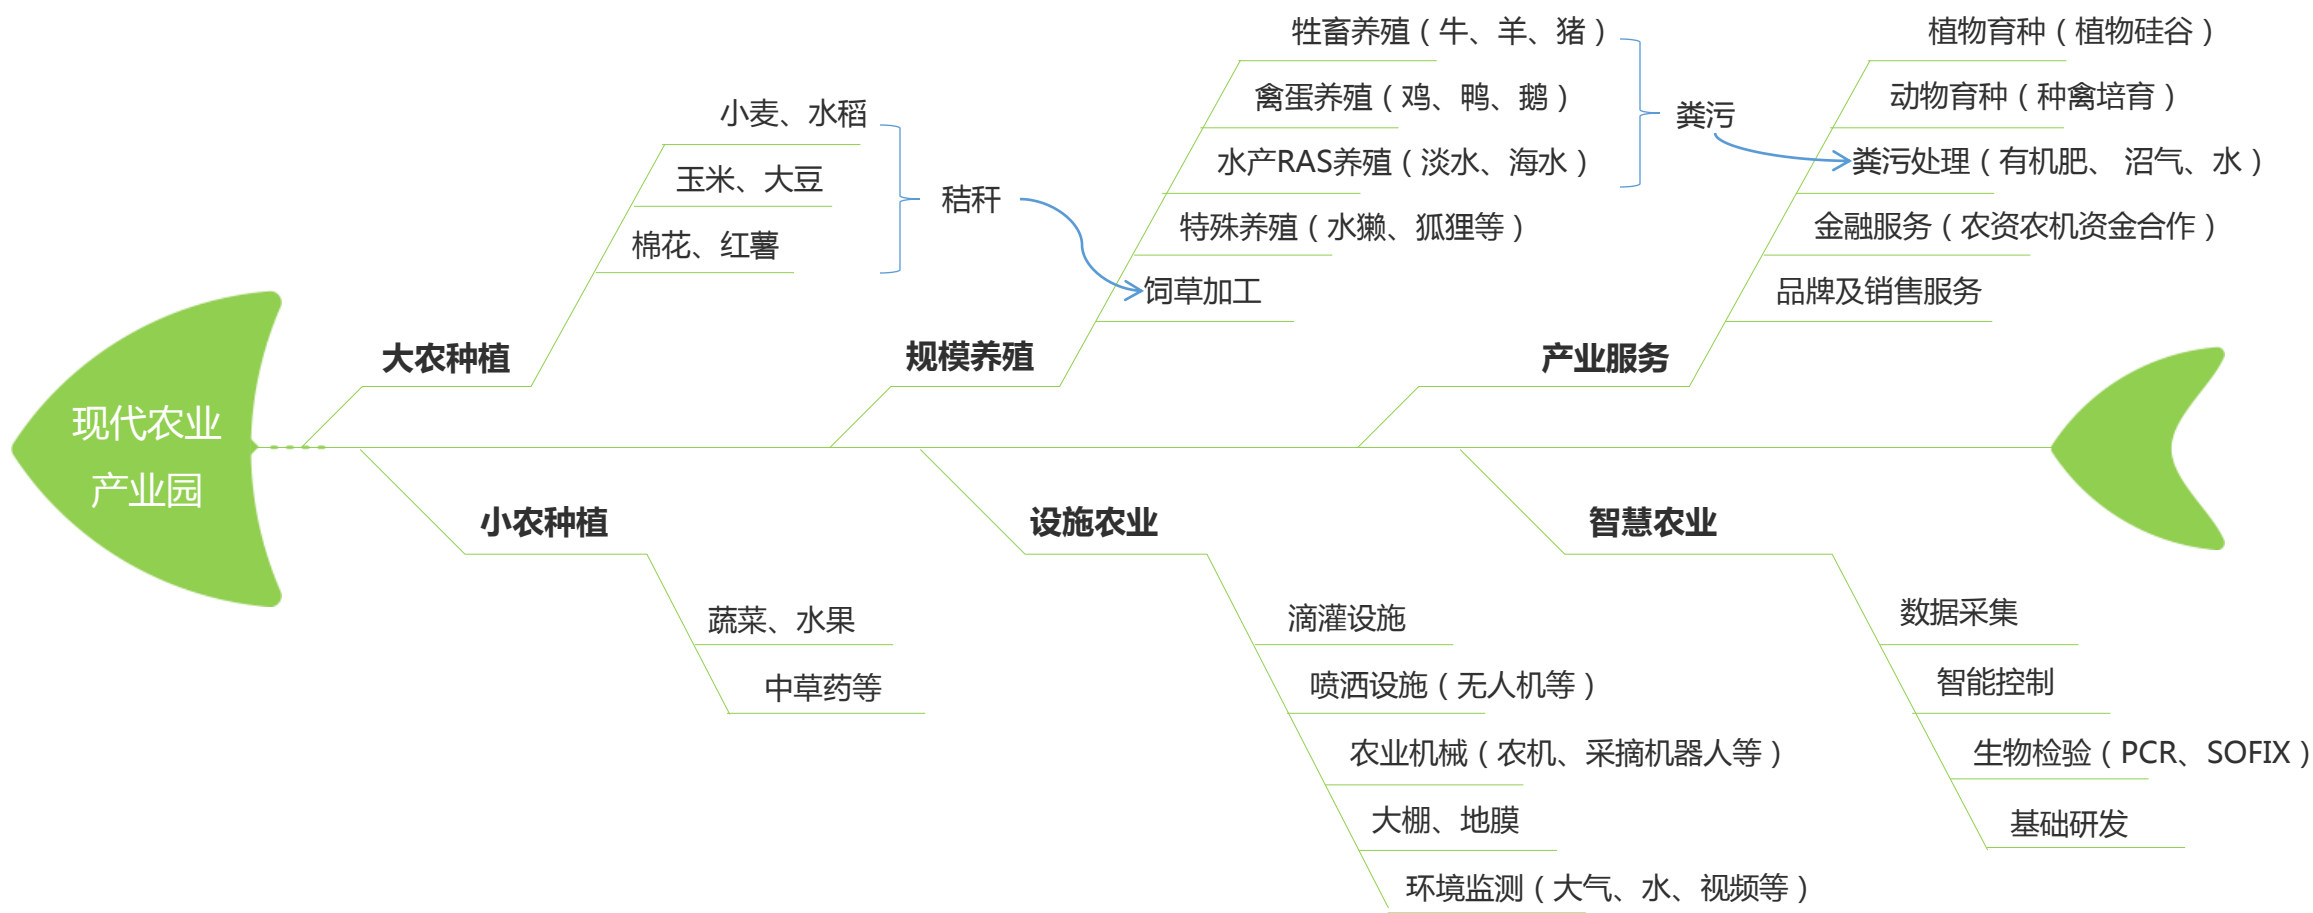 现代农业
产业园
大农种植
小麦、水稻
玉米、大豆
棉花、红薯
秸秆
规模养殖
牲畜养殖（牛、羊、猪）
禽蛋养殖（鸡、鸭、鹅）
水产RAS养殖（淡水、海水）
特殊养殖（水獭、狐狸等）
饲草加工
粪污
产业服务
植物育种（植物硅谷）
动物育种（种禽培育）
粪污处理（有机肥、 沼气、水）
金融服务（农资农机资金合作）
品牌及销售服务
小农种植
蔬菜、水果
中草药等
设施农业
滴灌设施
喷洒设施（无人机等）
农业机械（农机、采摘机器人等）
大棚、地膜
环境监测（大气、水、视频等）
智慧农业
数据采集
智能控制
生物检验（PCR、SOFIX）
基础研发